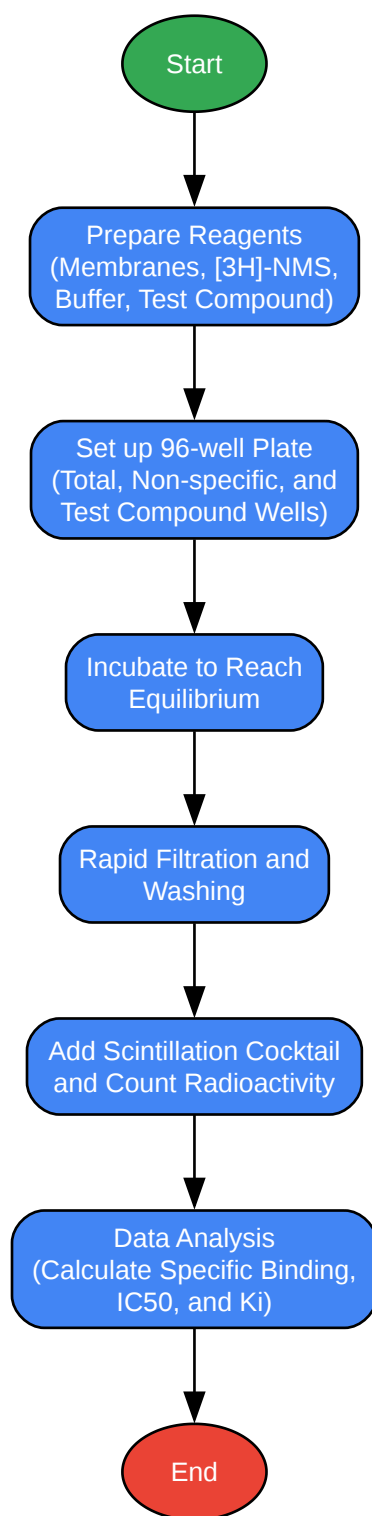 Start
Prepare Reagents
(Membranes, [3H]-NMS,
Buffer, Test Compound)
Set up 96-well Plate
(Total, Non-specific, and
Test Compound Wells)
Incubate to Reach
Equilibrium
Rapid Filtration and
Washing
Add Scintillation Cocktail
and Count Radioactivity
Data Analysis
(Calculate Specific Binding,
IC50, and Ki)
End